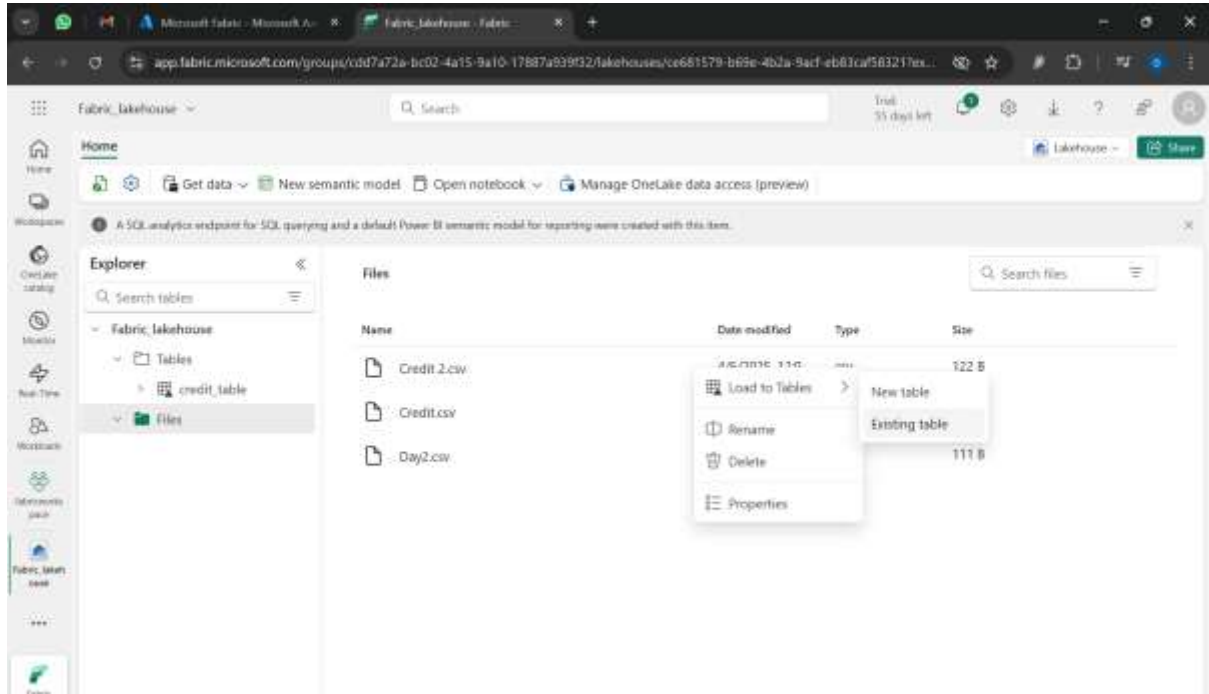 Microsoft Fabric - Microsoft A
Fabric_lakehouse - Fabric
app.fabric.microsoft.com/groups/cdd7a72a-bc02-4a15-9a10-17887a939f32/lakehouses/ce681579-b69e-4b2a-9acf-eb83caf58321?ex...
Fabric_lakehouse
Search
Trial:
55 days left
Home
Home
Lakehouse
Share
Get data
New semantic model
Open notebook
Manage OneLake data access (preview)
Workspaces
A SQL analytics endpoint for SQL querying and a default Power BI semantic model for reporting were created with this item.
OneLake
catalog
Explorer
Files
Search files
Search tables
Monitor
Fabric_lakehouse
Name
Date modified
Type
Size
Tables
Credit 2.csv
122 B
Real-Time
credit_table
Load to Tables
New table
Files
Credit.csv
Rename
Existing table
Workloads
Day2.csv
Delete
111 B
Properties